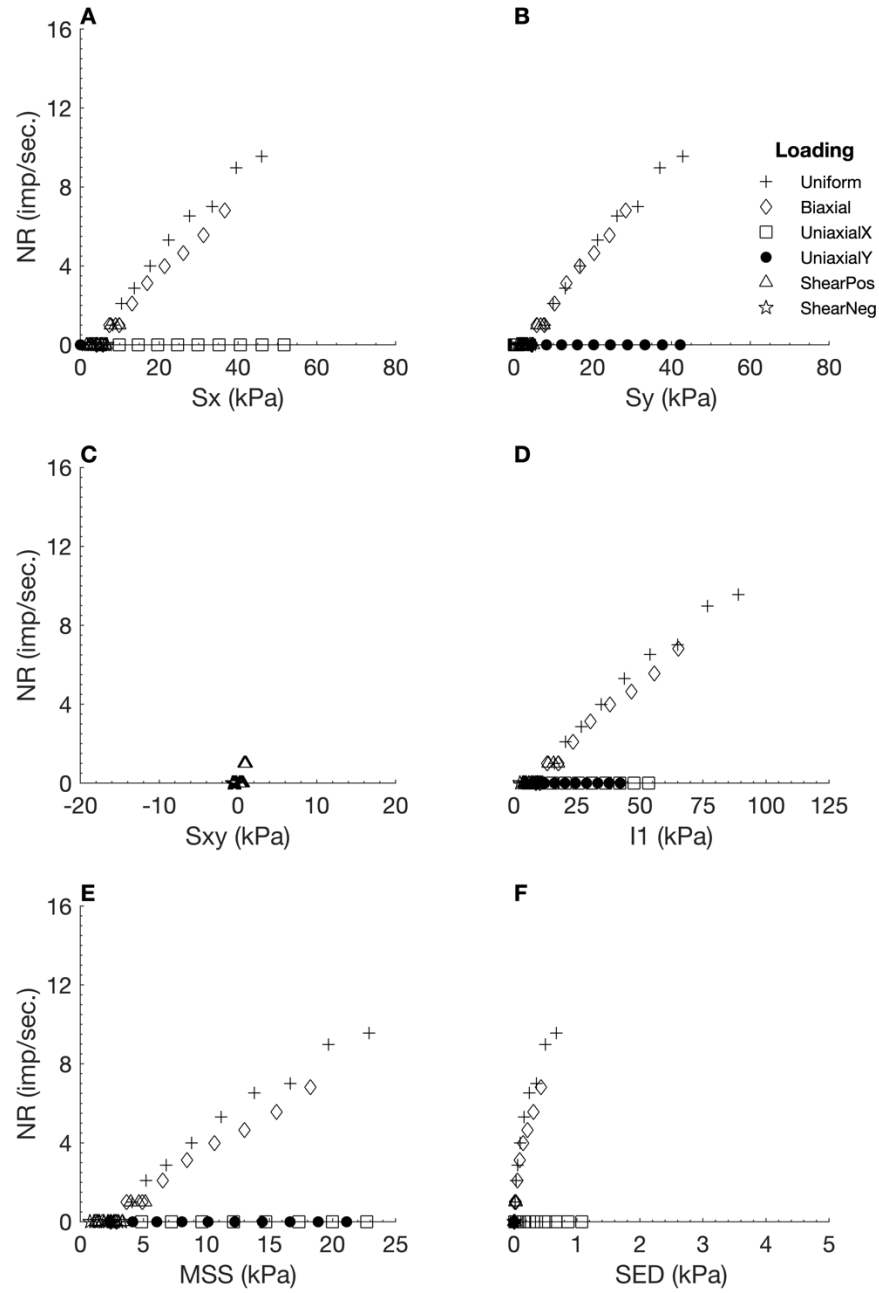 A
B
16
12
8
4
0
NR (imp/sec.)
0 20 40 60 80
Sx (kPa)
0 20 40 60 80
Sy (kPa)
Loading
Uniform
Biaxial
UniaxialX
UniaxialY
ShearPos
ShearNeg
C
D
16
12
8
4
0
NR (imp/sec.)
-20 -10 0 10 20
Sxy (kPa)
0 25 50 75 100 125
I1 (kPa)
E
F
16
12
8
4
0
NR (imp/sec.)
0 5 10 15 20 25
MSS (kPa)
0 1 2 3 4 5
SED (kPa)